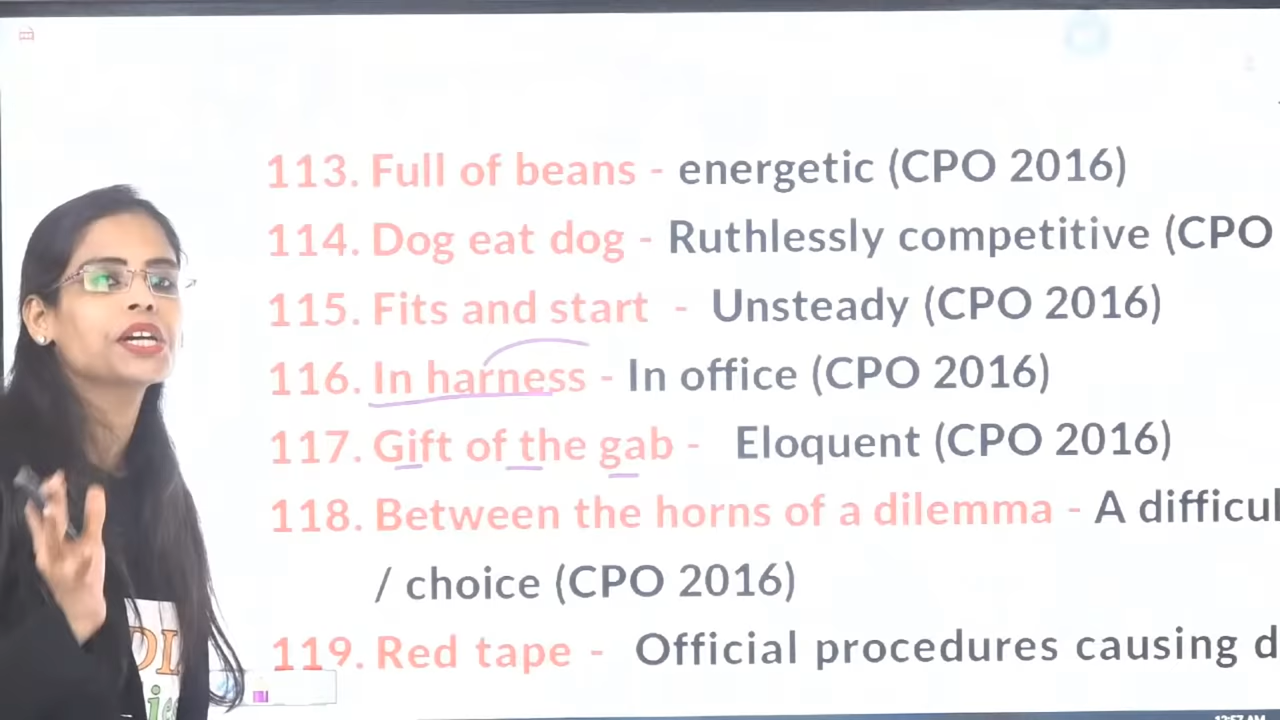 113. Full of beans - energetic (CPO 2016)
114. Dog eat dog - Ruthlessly competitive (CPO
115. Fits and start - Unsteady (CPO 2016)
116. In harness - In office (CPO 2016)
117. Gift of the gab - Eloquent (CPO 2016)
118. Between the horns of a dilemma - A difficul
/ choice (CPO 2016)
119. Red tape - Official procedures causing d